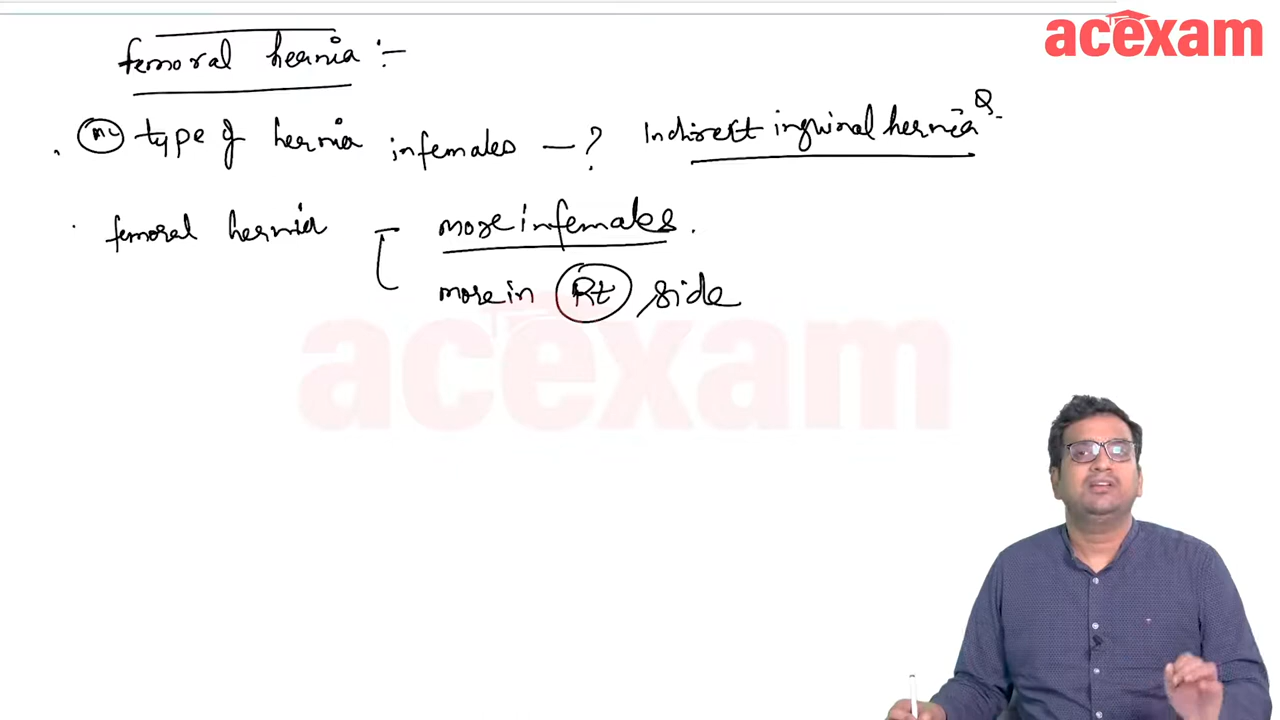 acexam
femoral hernia :-
MC type of hernia in females —? Indirect inguinal hernia Q.
femoral hernia - more in females.
more in Rt side
acexam